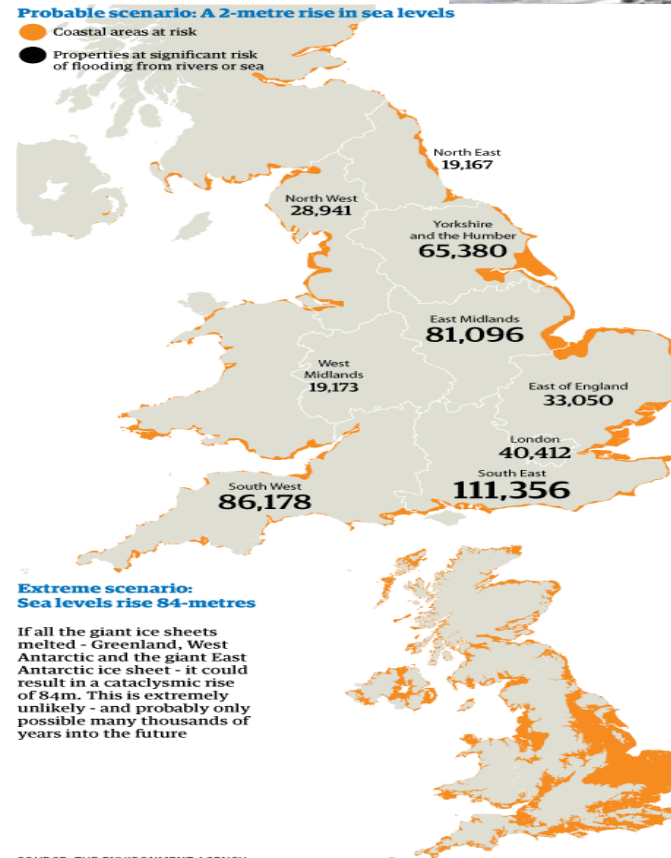 Probable scenario: A 2-metre rise in sea levels
Coastal areas at risk
Properties at significant risk
of flooding from rivers or sea
North East
19,167
North West
28,941
Yorkshire
and the Humber
65,380
East Midlands
81,096
West
Midlands
19,173
East of England
33,050
London
40,412
South East
111,356
South West
86,178
Extreme scenario:
Sea levels rise 84-metres
If all the giant ice sheets
melted - Greenland, West
Antarctic and the giant East
Antarctic ice sheet - it could
result in a cataclysmic rise
of 84m. This is extremely
unlikely - and probably only
possible many thousands of
years into the future
SOURCE: THE ENVIRONMENT AGENCY